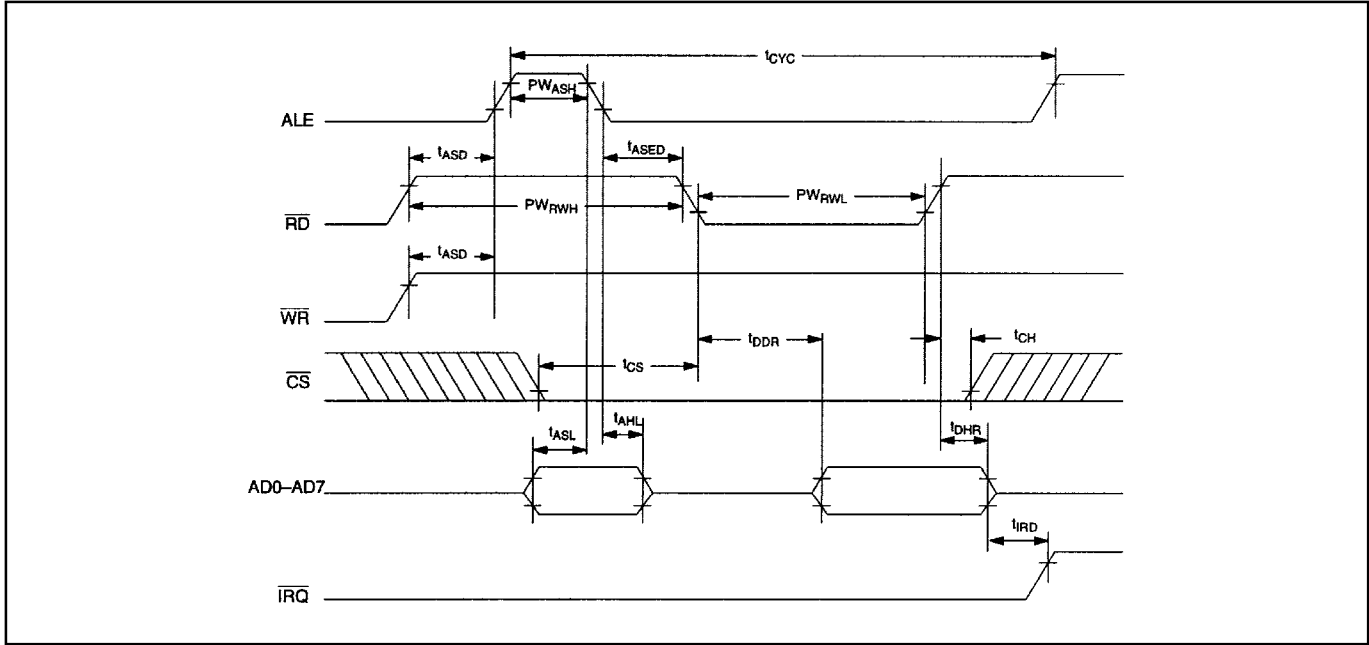 tCYC
PWASH
ALE
tASD
tASED
PWRWH
PWRWL
RD
tASD
WR
tDDR
tCH
tCS
CS
tASL
tAHL
tDHR
AD0–AD7
tIRD
IRQ